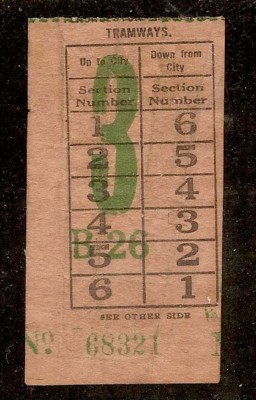 TRAMWAYS.
Up to City Down from City
Section Number Section Number
1 6
2 5
3 4
4 3
5 2
6 1
3
B 26
SEE OTHER SIDE
No. 68321